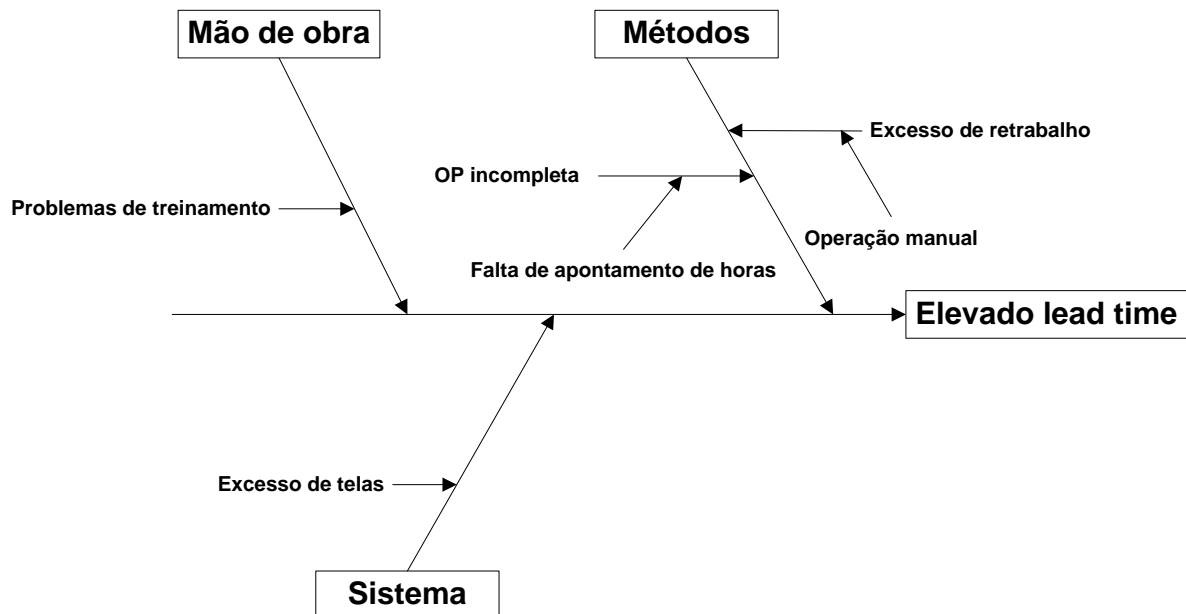 Mão de obra
Métodos
Excesso de retrabalho
OP incompleta
Problemas de treinamento
Operação manual
Falta de apontamento de horas
Elevado lead time
Excesso de telas
Sistema